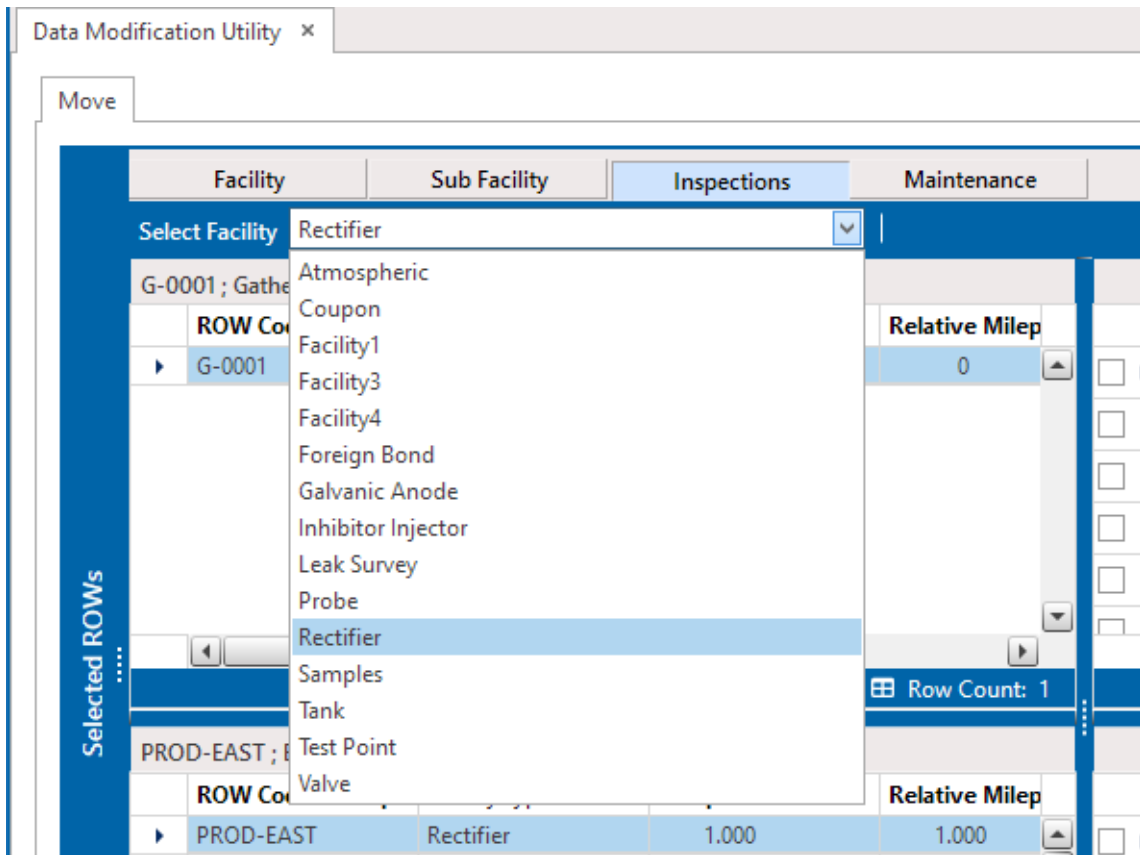 Data Modification Utility ×
Move
Facility Sub Facility Inspections Maintenance
Select Facility Rectifier
Atmospheric
G-0001 ; Gathe
Coupon
ROW Co Relative Milep
Facility1
G-0001 0
Facility3
Facility4
Foreign Bond
Galvanic Anode
Inhibitor Injector
Leak Survey
Probe
Rectifier
Samples
Selected ROWs
Row Count: 1
Tank
Test Point
PROD-EAST ;
Valve
ROW Co Relative Milep
PROD-EAST Rectifier 1.000 1.000